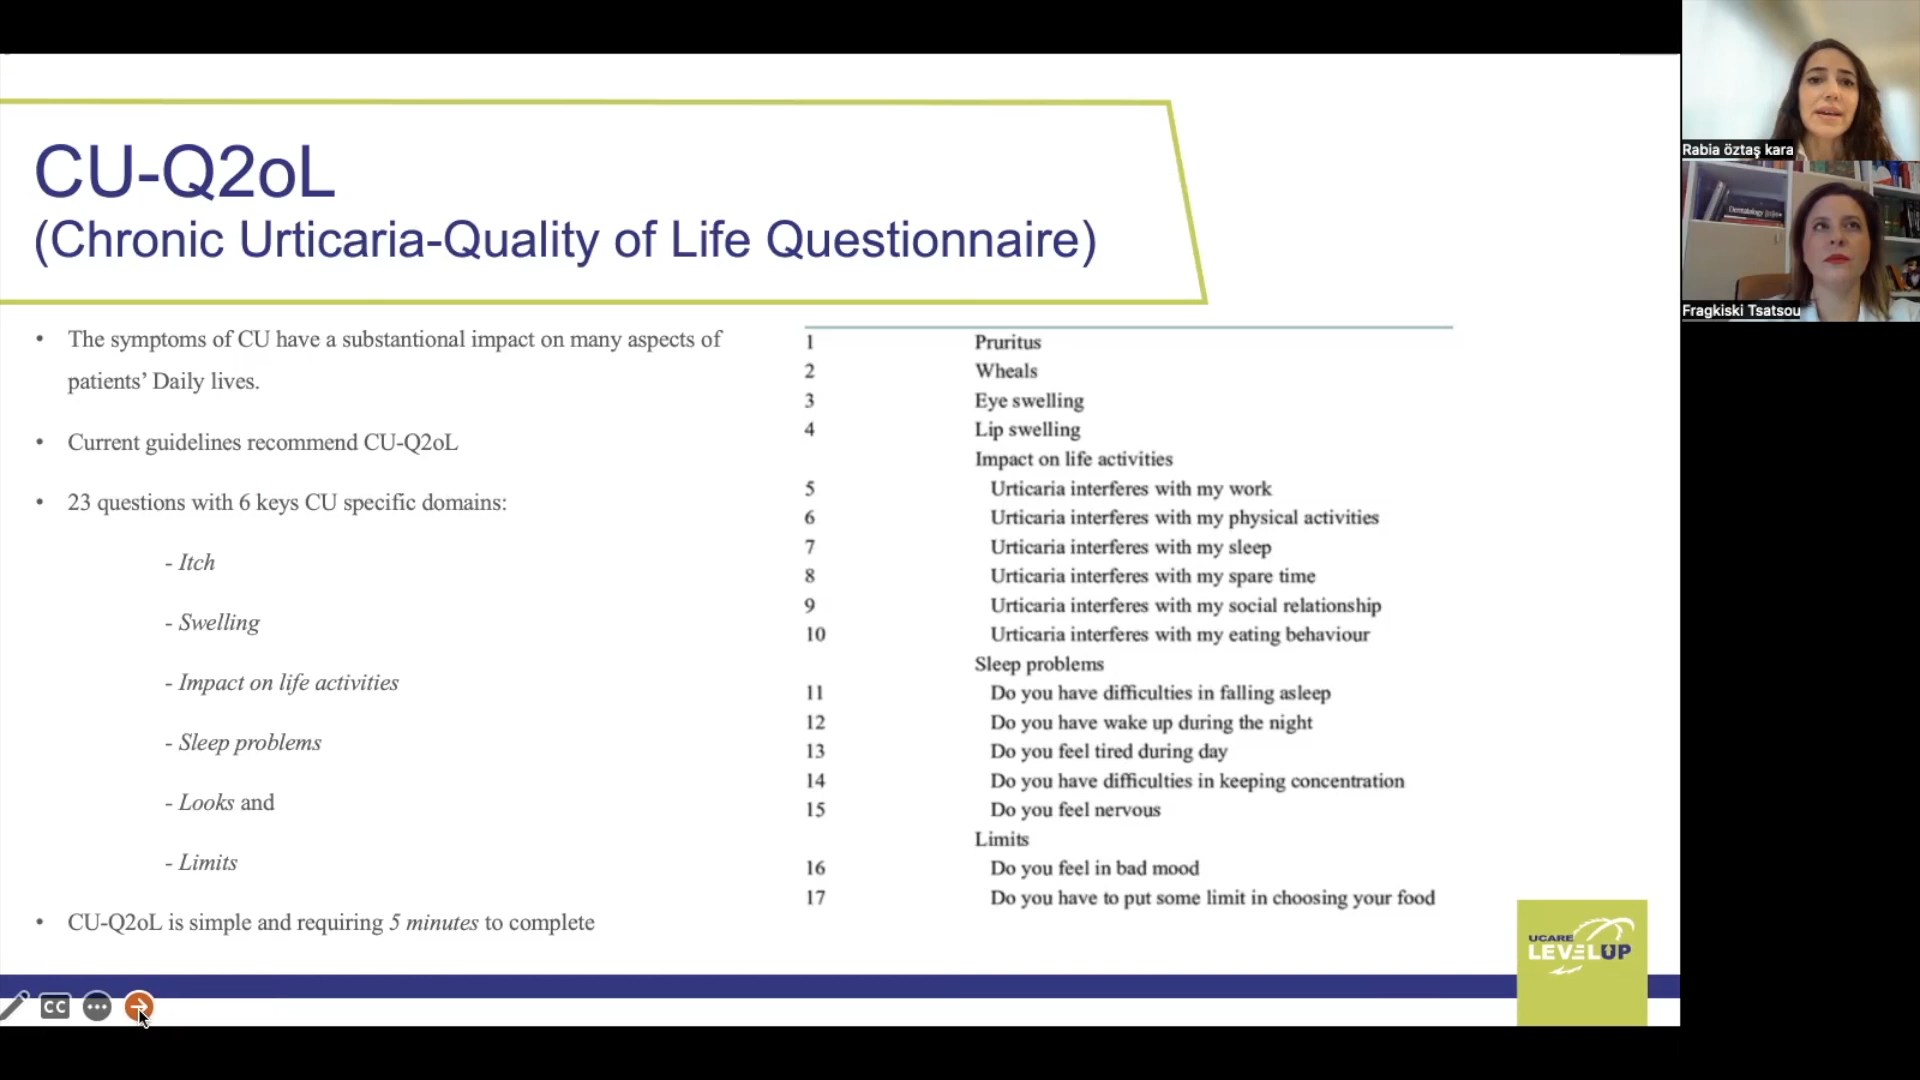 CU-Q2oL
(Chronic Urticaria-Quality of Life Questionnaire)
• The symptoms of CU have a substantional impact on many aspects of
patients’ Daily lives.
• Current guidelines recommend CU-Q2oL
• 23 questions with 6 keys CU specific domains:
- Itch
- Swelling
- Impact on life activities
- Sleep problems
- Looks and
- Limits
• CU-Q2oL is simple and requiring 5 minutes to complete
1 Pruritus
2 Wheals
3 Eye swelling
4 Lip swelling
Impact on life activities
5 Urticaria interferes with my work
6 Urticaria interferes with my physical activities
7 Urticaria interferes with my sleep
8 Urticaria interferes with my spare time
9 Urticaria interferes with my social relationship
10 Urticaria interferes with my eating behaviour
Sleep problems
11 Do you have difficulties in falling asleep
12 Do you have wake up during the night
13 Do you feel tired during day
14 Do you have difficulties in keeping concentration
15 Do you feel nervous
Limits
16 Do you feel in bad mood
17 Do you have to put some limit in choosing your food
UCARE
LEVELUP
CC
Rabia öztaş kara
Dermatology
Fragkiski Tsatsou